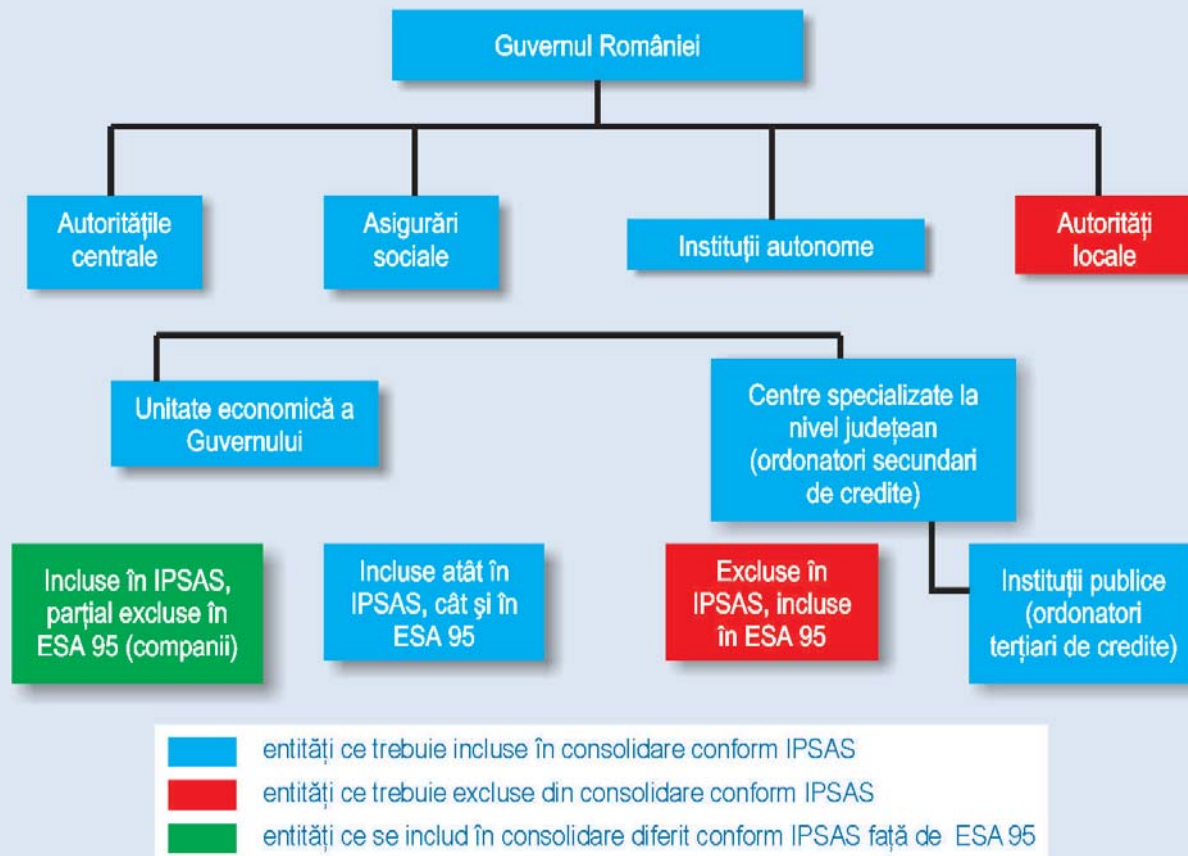 Guvernul României
Autoritățile
centrale
Asigurări
sociale
Instituții autonome
Autorități
locale
Unitate economică a
Guvernului
Centre specializate la
nivel județean
(ordonatori secundari
de credite)
Incluse în IPSAS,
parțial excluse în
ESA 95 (companii)
Incluse atât în
IPSAS, cât și în
ESA 95
Excluse în
IPSAS, incluse
în ESA 95
Instituții publice
(ordonatori
terțiari de credite)
entități ce trebuie incluse în consolidare conform IPSAS
entități ce trebuie excluse din consolidare conform IPSAS
entități ce se includ în consolidare diferit conform IPSAS față de ESA 95